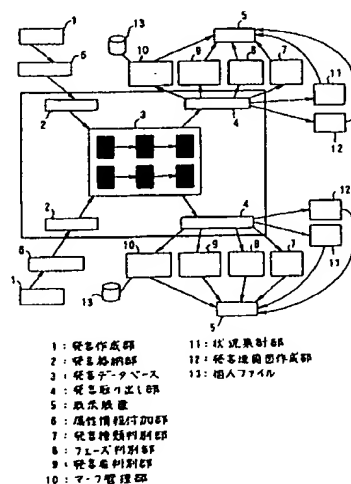 1
13
5
6
10
9
8
7
11
2
3
4
12
2
4
12
6
10
9
8
7
11
1
13
5
1: 発言作成部
2: 発言格納部
3: 発言データベース
4: 発言取り出し部
5: 表示装置
6: 属性情報付加部
7: 発言種類判別部
8: フェーズ判別部
9: 発言者判別部
10: マーク管理部
11: 状況集計部
12: 発言連関図作成部
13: 個人ファイル